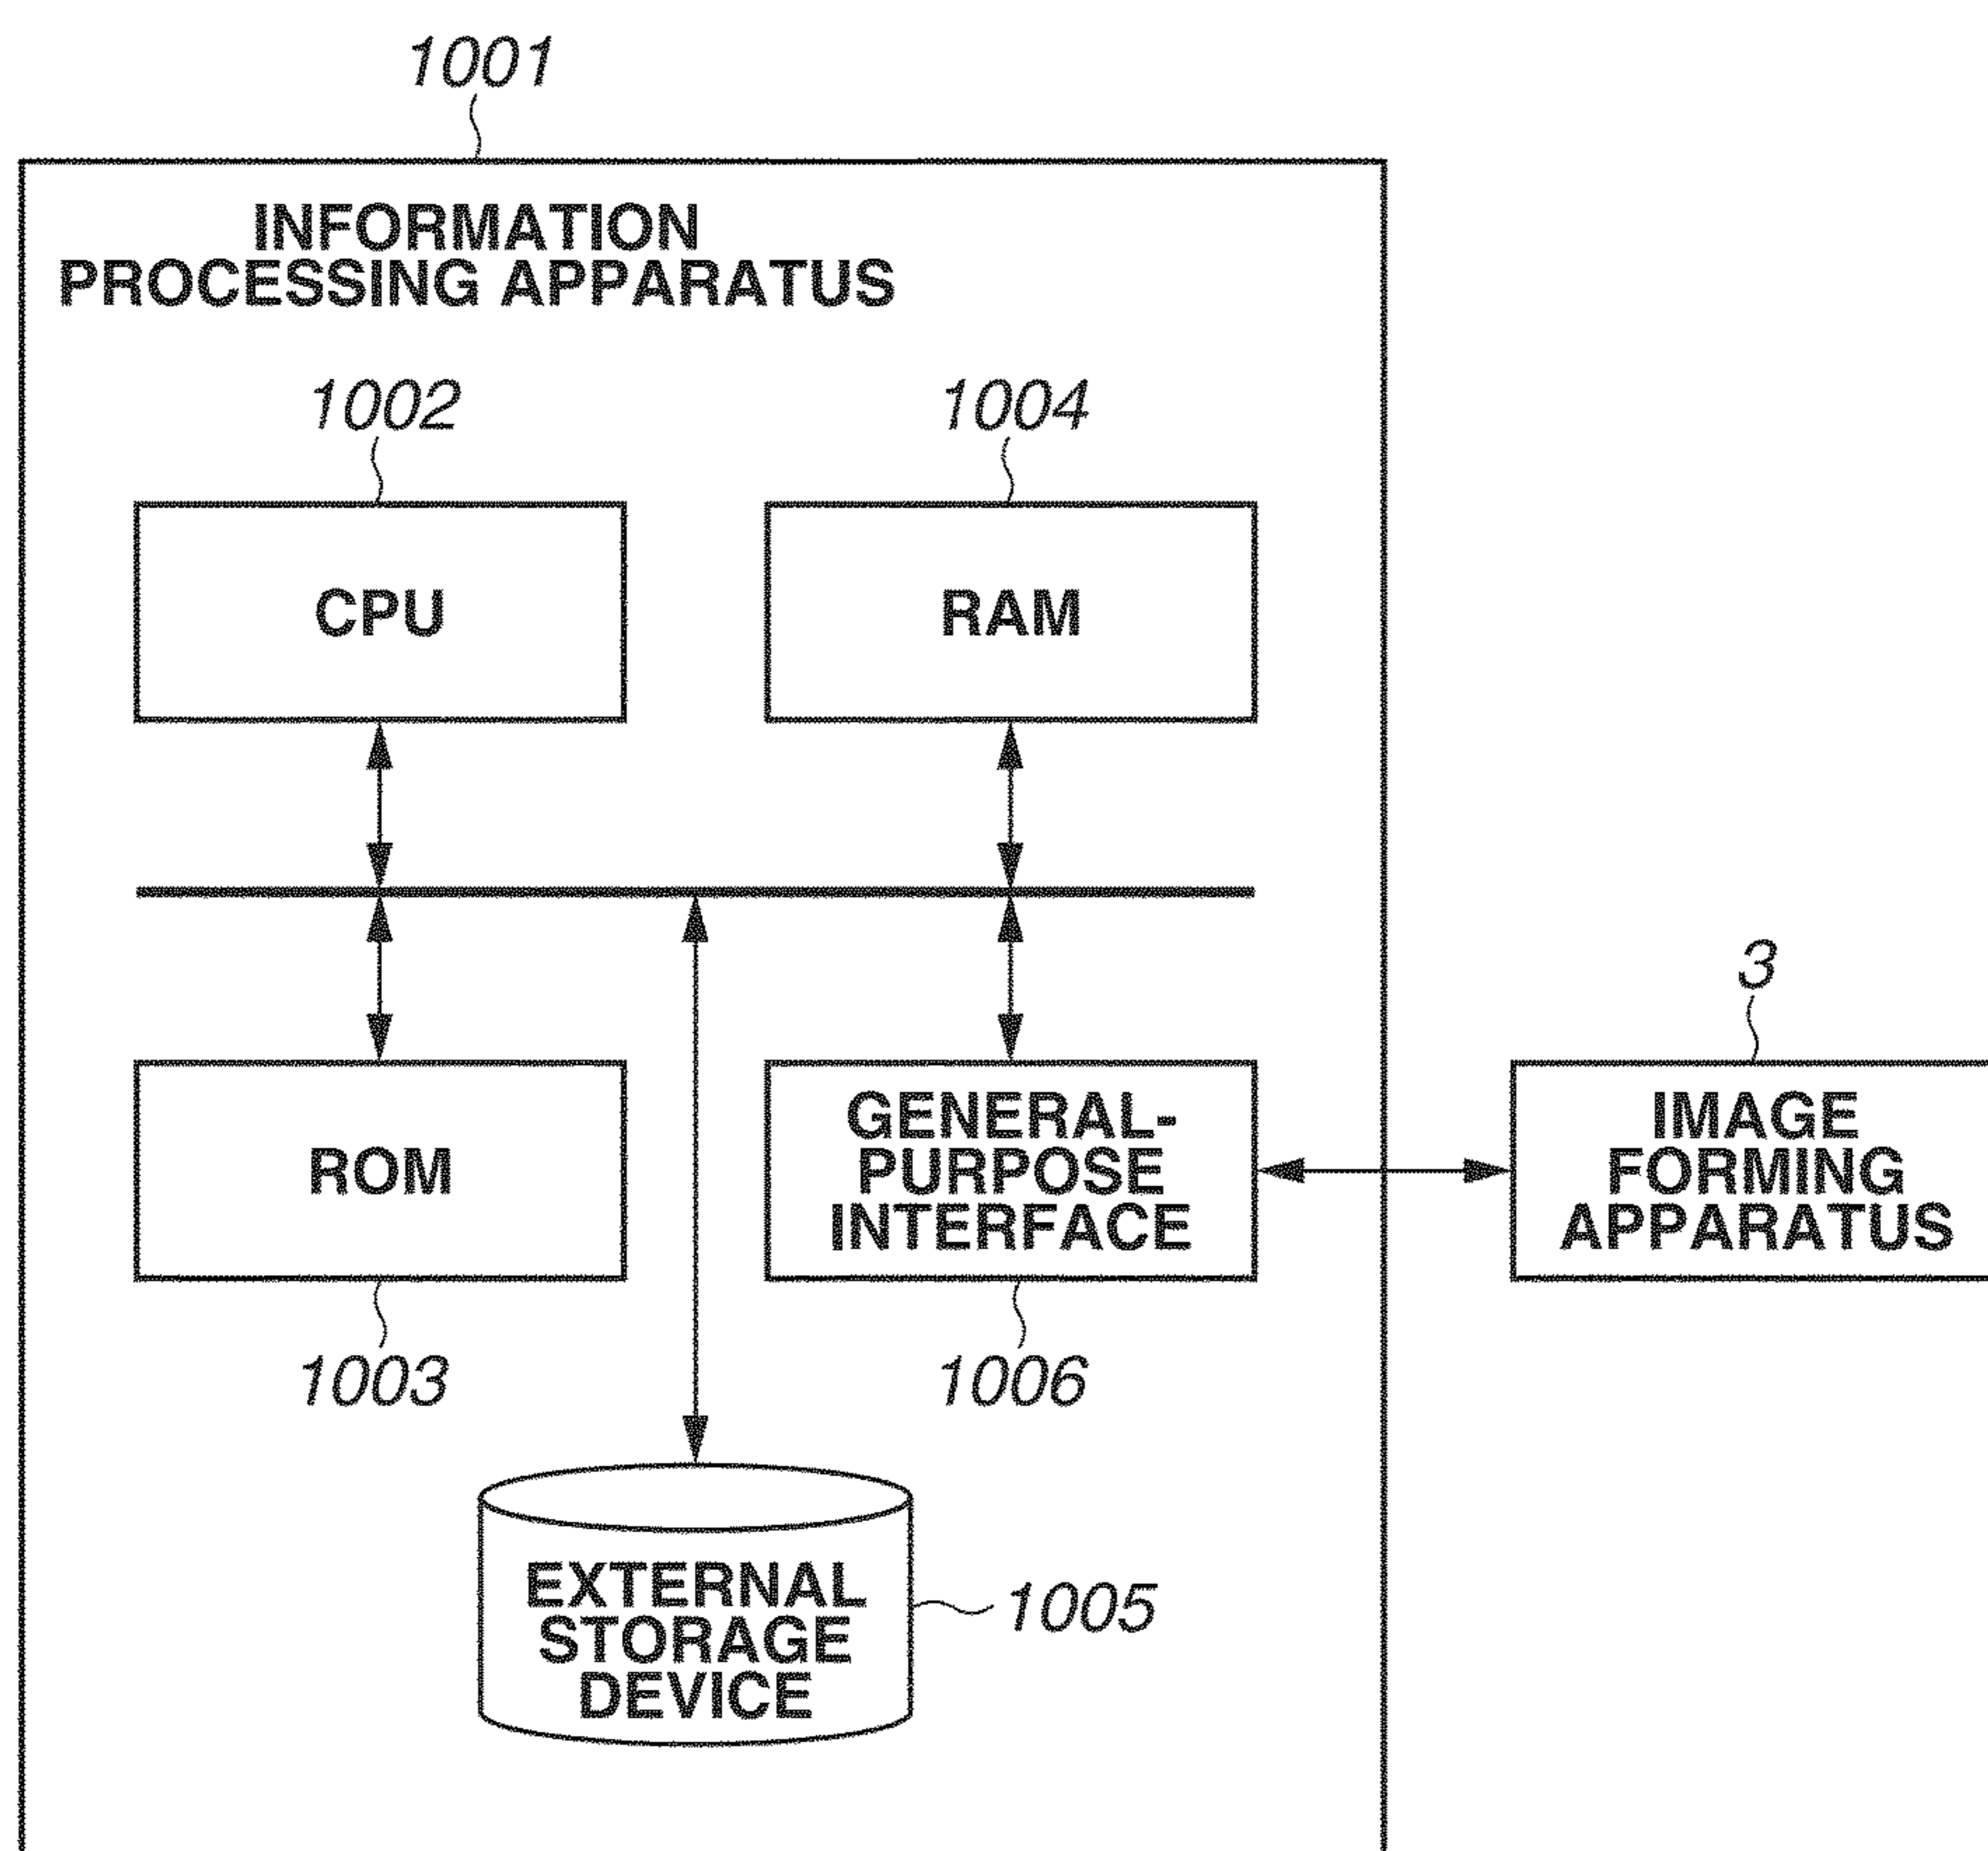 1001
INFORMATION
PROCESSING APPARATUS
1002
1004
CPU
RAM
3
ROM
GENERAL-
PURPOSE
INTERFACE
IMAGE
FORMING
APPARATUS
1003
1006
EXTERNAL
STORAGE
DEVICE
1005